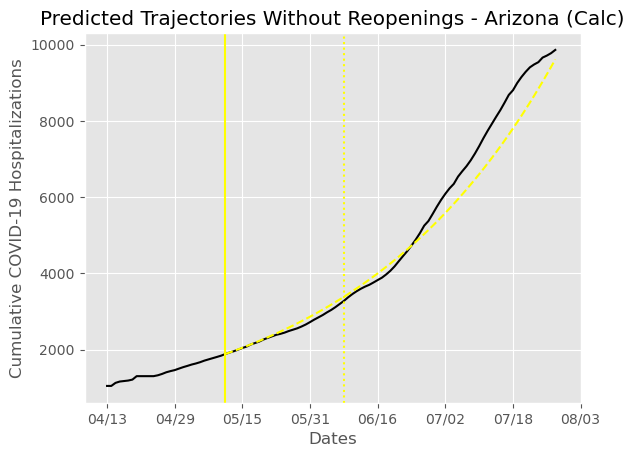 Predicted Trajectories Without Reopenings - Arizona (Calc)
Cumulative COVID-19 Hospitalizations
10000
8000
6000
4000
2000
04/13 04/29 05/15 05/31 06/16 07/02 07/18 08/03
Dates